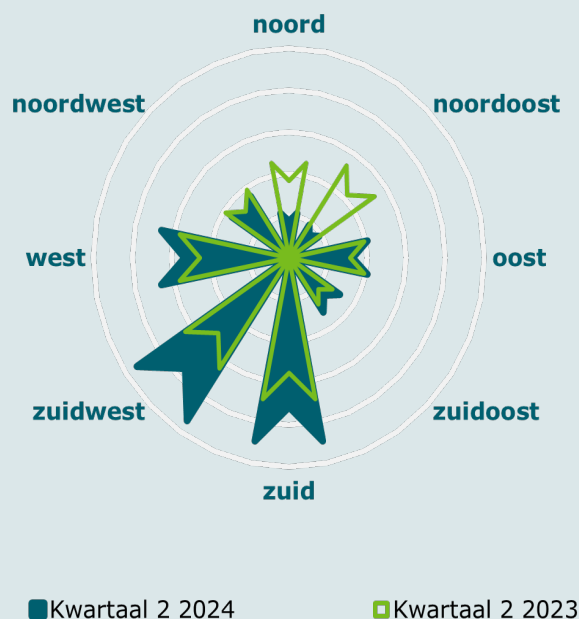 noord
noordwest noordoost
west oost
zuidwest zuidoost
zuid
Kwartaal 2 2024 Kwartaal 2 2023